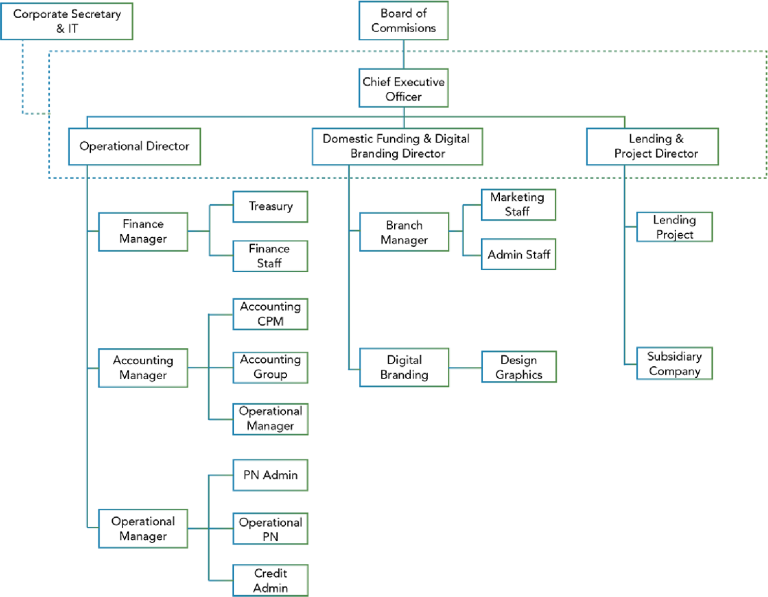 Corporate Secretary
& IT
Board of
Commisions
Chief Executive
Officer
Operational Director
Domestic Funding & Digital
Branding Director
Lending &
Project Director
Finance
Manager
Treasury
Finance
Staff
Branch
Manager
Marketing
Staff
Admin Staff
Lending
Project
Accounting
Manager
Accounting
CPM
Accounting
Group
Operational
Manager
Digital
Branding
Design
Graphics
Subsidiary
Company
Operational
Manager
PN Admin
Operational
PN
Credit
Admin